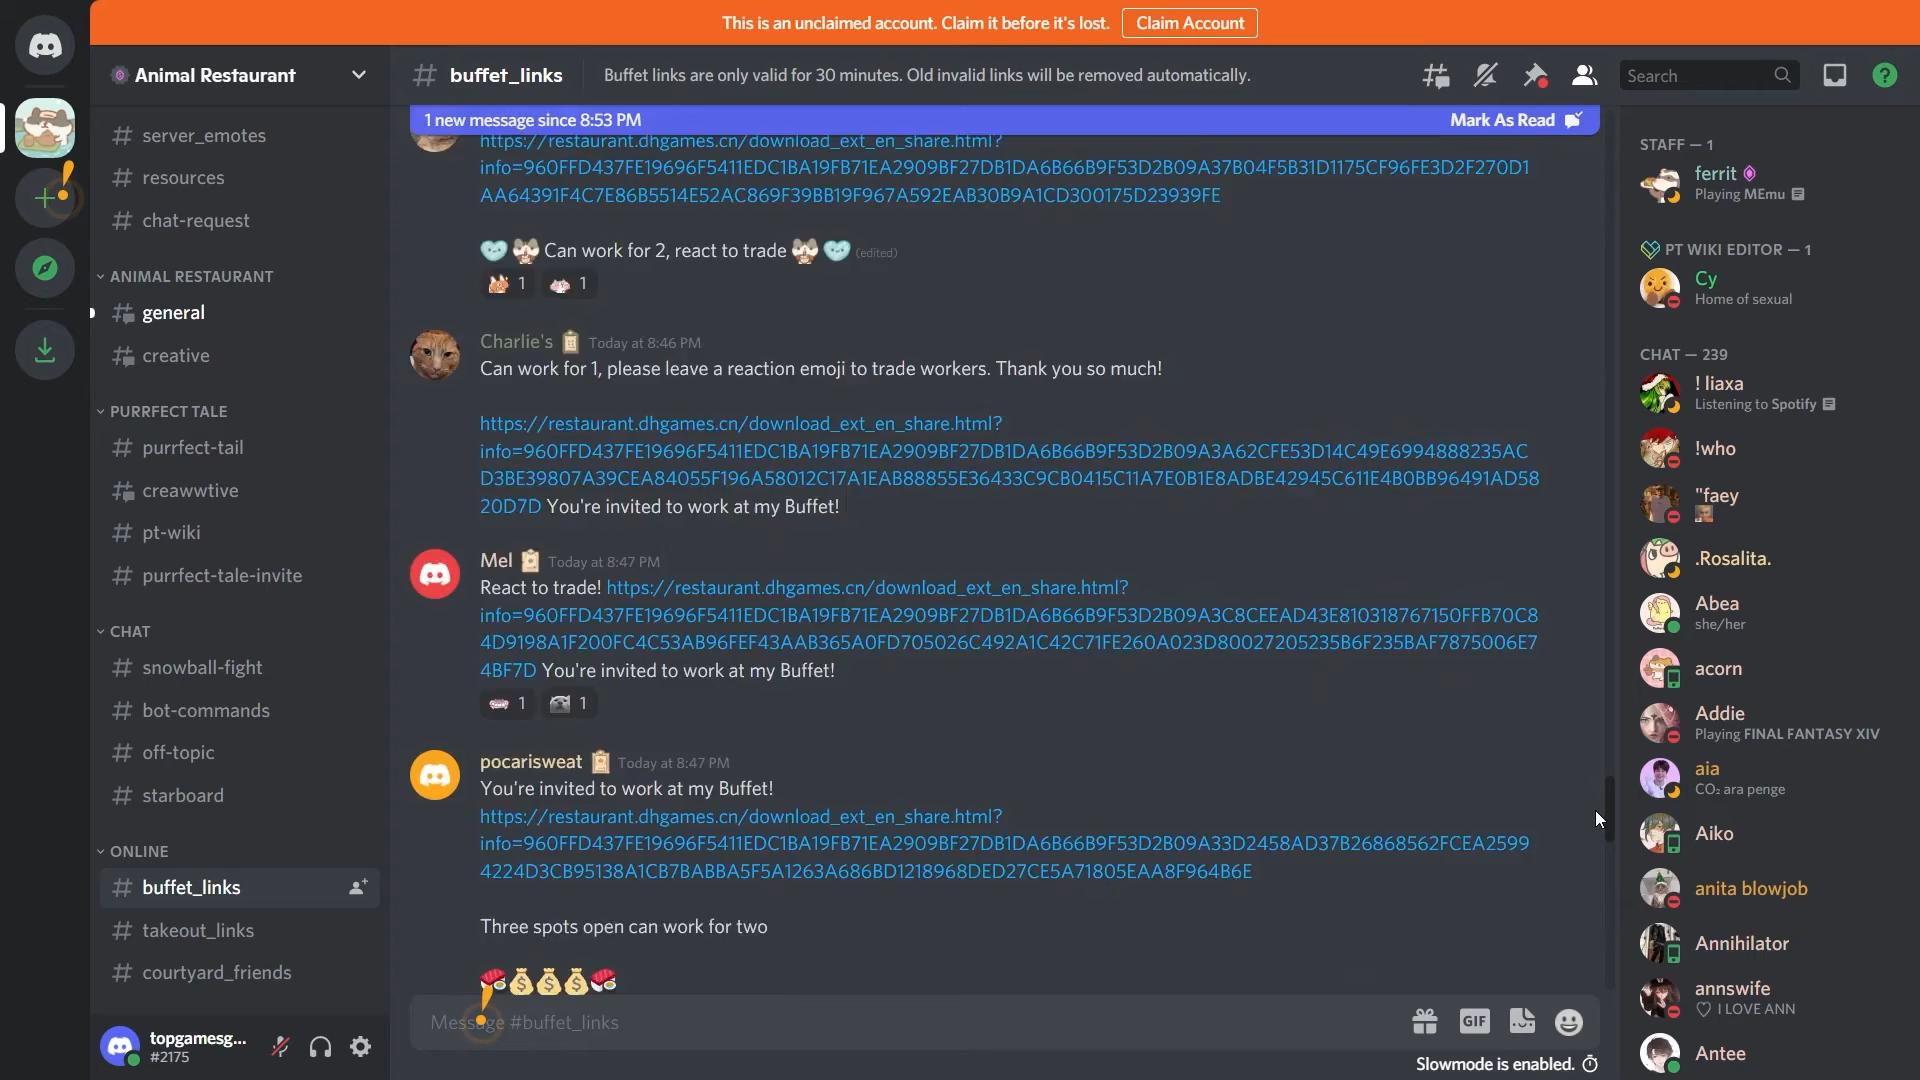 This is an unclaimed account. Claim it before it's lost.
Claim Account
Animal Restaurant
server_emotes
resources
chat-request
ANIMAL RESTAURANT
general
creative
PURRFECT TALE
purrfect-tail
creawwtive
pt-wiki
purrfect-tale-invite
CHAT
snowball-fight
bot-commands
off-topic
starboard
ONLINE
buffet_links
takeout_links
courtyard_friends
topgamesg...
#2175
buffet_links
Buffet links are only valid for 30 minutes. Old invalid links will be removed automatically.
Search
1 new message since 8:53 PM
Mark As Read
https://restaurant.dhgames.cn/download_ext_en_share.html?
info=960FFD437FE19696F5411EDC1BA19FB71EA2909BF27DB1DA6B66B9F53D2B09A37B04F5B31D1175CF96FE3D2F270D1
AA64391F4C7E86B5514E52AC869F39BB19F967A592EAB30B9A1CD300175D23939FE
Can work for 2, react to trade (edited)
1 1
Charlie's Today at 8:46 PM
Can work for 1, please leave a reaction emoji to trade workers. Thank you so much!
https://restaurant.dhgames.cn/download_ext_en_share.html?
info=960FFD437FE19696F5411EDC1BA19FB71EA2909BF27DB1DA6B66B9F53D2B09A3A62CFE53D14C49E6994888235AC
D3BE39807A39CEA84055F196A58012C17A1EAB88855E36433C9CB0415C11A7E0B1E8ADBE42945C611E4B0BB96491AD58
20D7D You're invited to work at my Buffet!
Mel Today at 8:47 PM
React to trade! https://restaurant.dhgames.cn/download_ext_en_share.html?
info=960FFD437FE19696F5411EDC1BA19FB71EA2909BF27DB1DA6B66B9F53D2B09A3C8CEEAD43E810318767150FFB70C8
4D9198A1F200FC4C53AB96FEF43AAB365A0FD705026C492A1C42C71FE260A023D80027205235B6F235BAF7875006E7
4BF7D You're invited to work at my Buffet!
1 1
pocarisweat Today at 8:47 PM
You're invited to work at my Buffet!
https://restaurant.dhgames.cn/download_ext_en_share.html?
info=960FFD437FE19696F5411EDC1BA19FB71EA2909BF27DB1DA6B66B9F53D2B09A33D2458AD37B26868562FCEA2599
4224D3CB95138A1CB7BABBA5F5A1263A686BD1218968DED27CE5A71805EAA8F964B6E
Three spots open can work for two
Message #buffet_links
GIF
Slowmode is enabled.
STAFF — 1
ferrit
Playing MEmu
PT WIKI EDITOR — 1
Cy
Home of sexual
CHAT — 239
! liaxa
Listening to Spotify
!who
"faey
.Rosalita.
Abea
she/her
acorn
Addie
Playing FINAL FANTASY XIV
aia
CO₂ ara penge
Aiko
anita blowjob
Annihilator
annswife
♡ I LOVE ANN
Antee